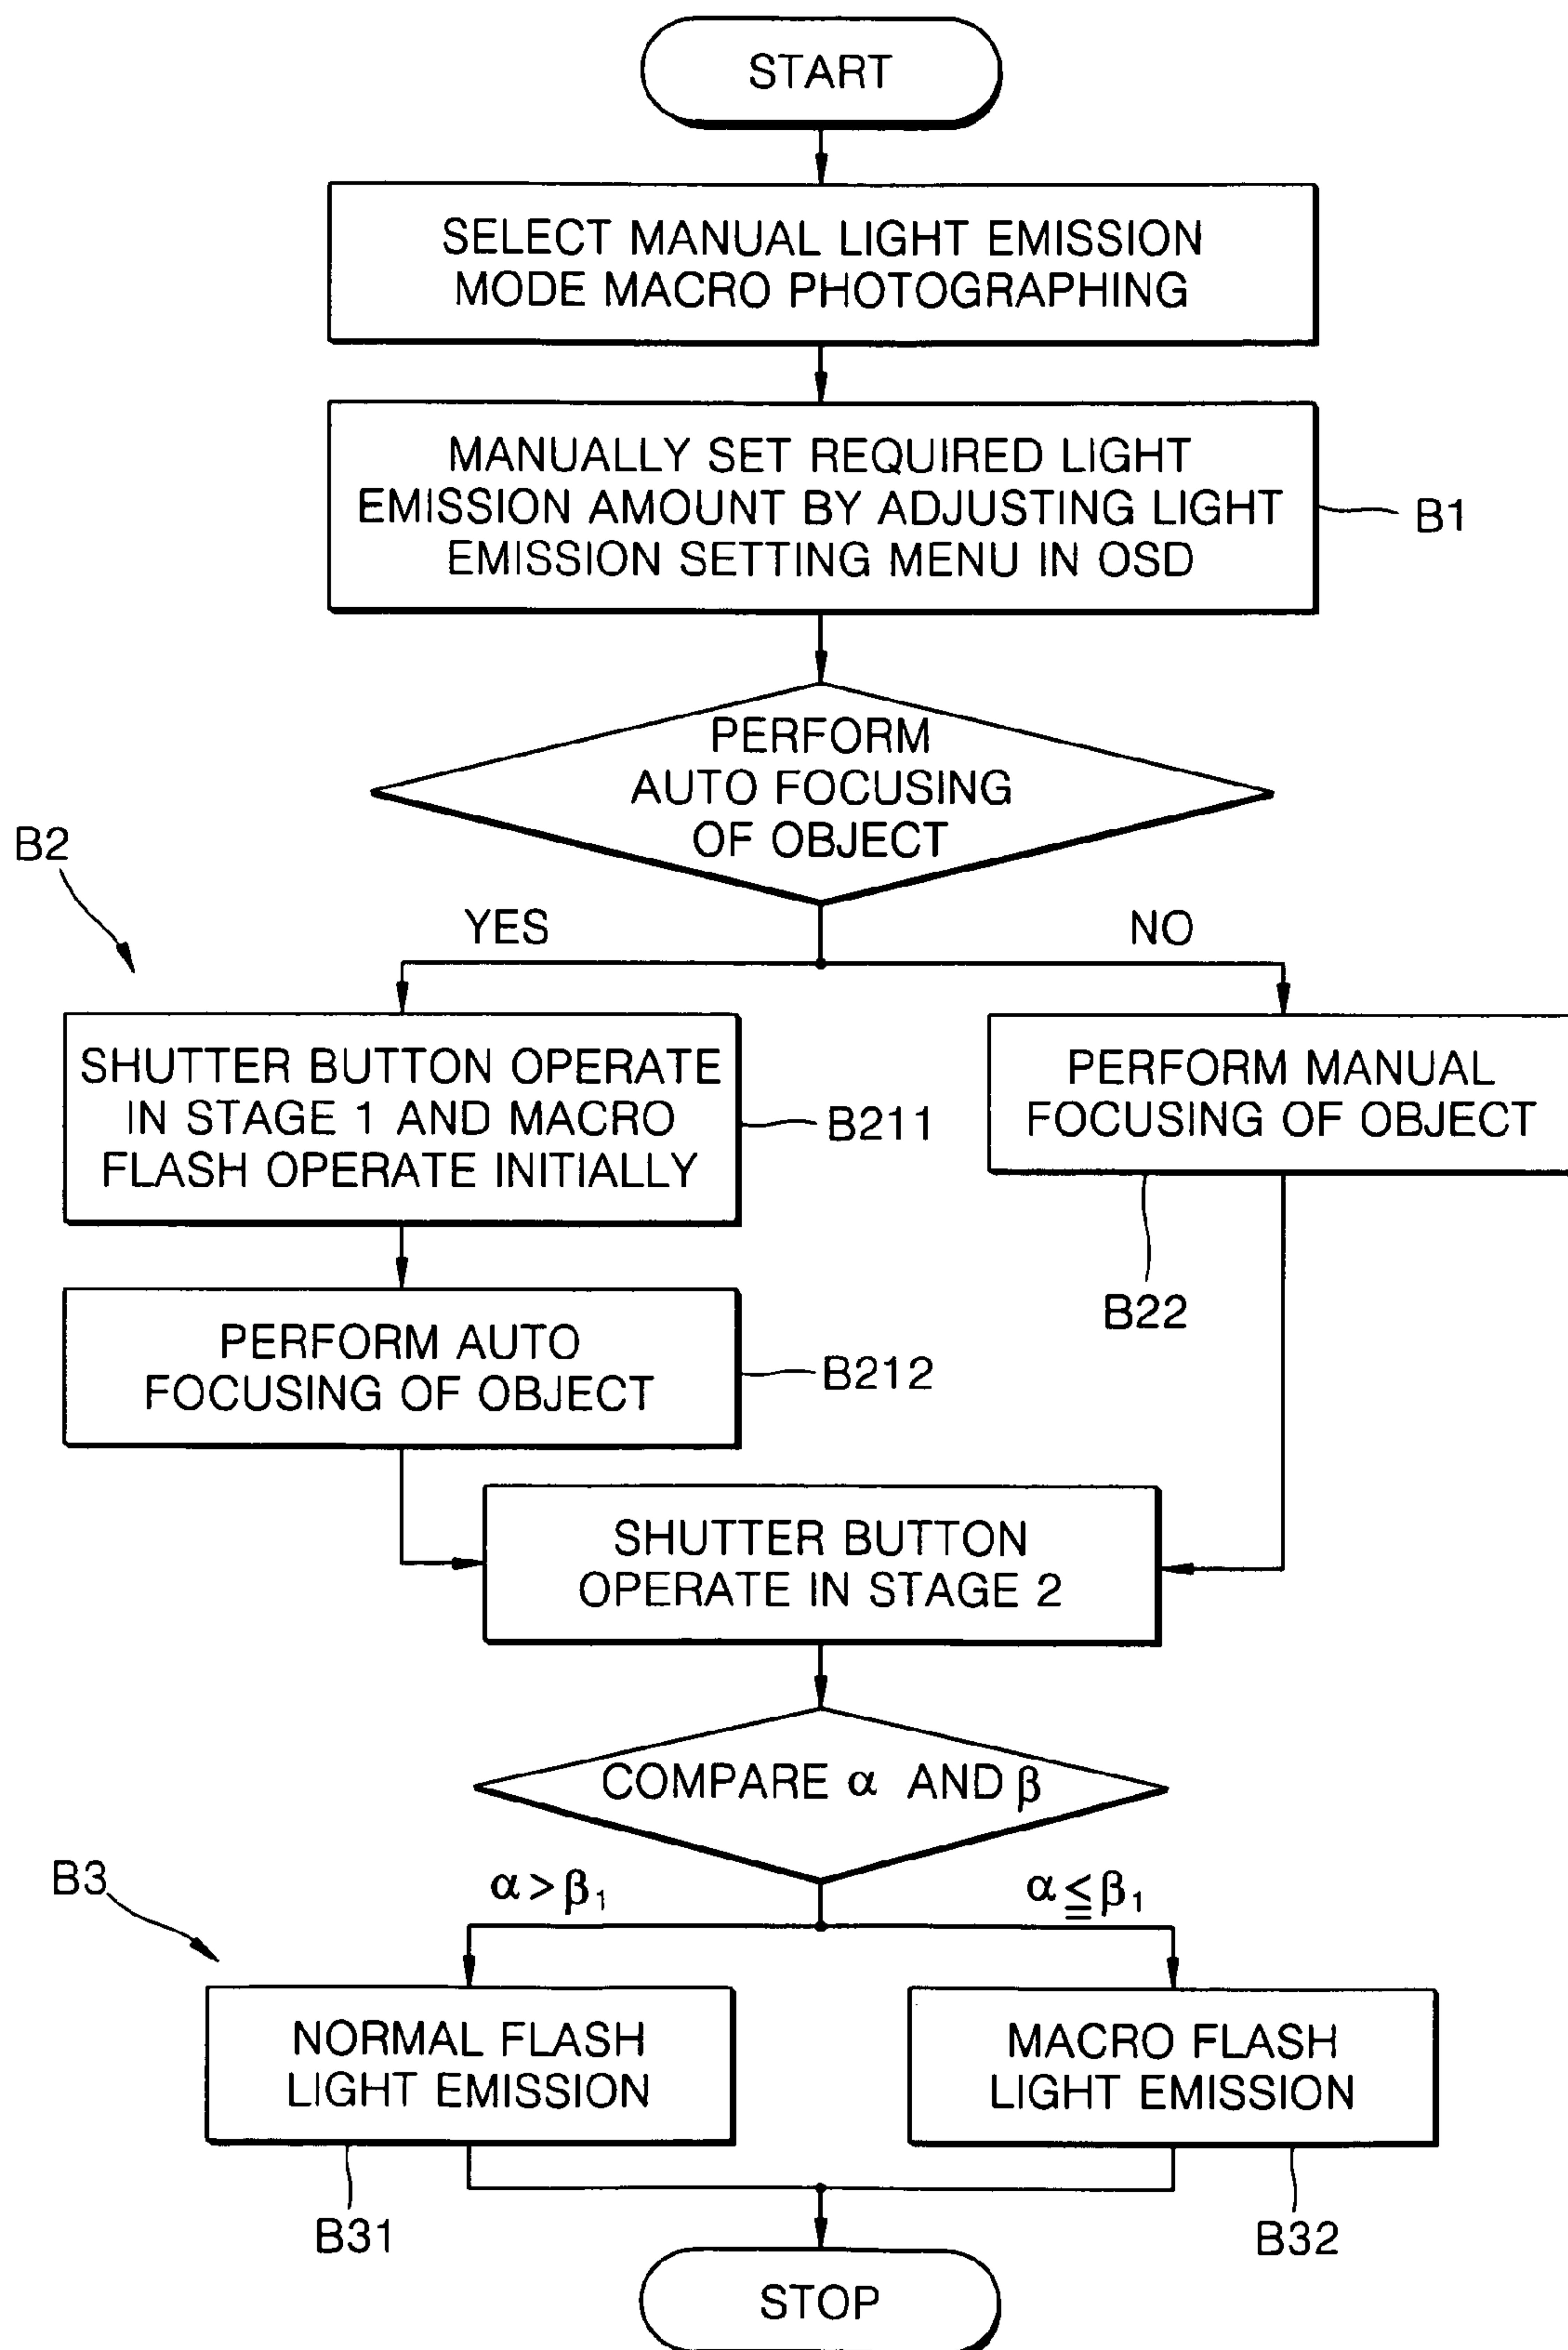 START
SELECT MANUAL LIGHT EMISSION
MODE MACRO PHOTOGRAPHING
MANUALLY SET REQUIRED LIGHT
EMISSION AMOUNT BY ADJUSTING LIGHT
EMISSION SETTING MENU IN OSD
B1
PERFORM
AUTO FOCUSING
OF OBJECT
B2
YES
NO
SHUTTER BUTTON OPERATE
IN STAGE 1 AND MACRO
FLASH OPERATE INITIALLY
B211
PERFORM MANUAL
FOCUSING OF OBJECT
B22
PERFORM AUTO
FOCUSING OF OBJECT
B212
SHUTTER BUTTON
OPERATE IN STAGE 2
COMPARE α AND β
B3
α > β₁
α ≦ β₁
NORMAL FLASH
LIGHT EMISSION
MACRO FLASH
LIGHT EMISSION
B31
B32
STOP